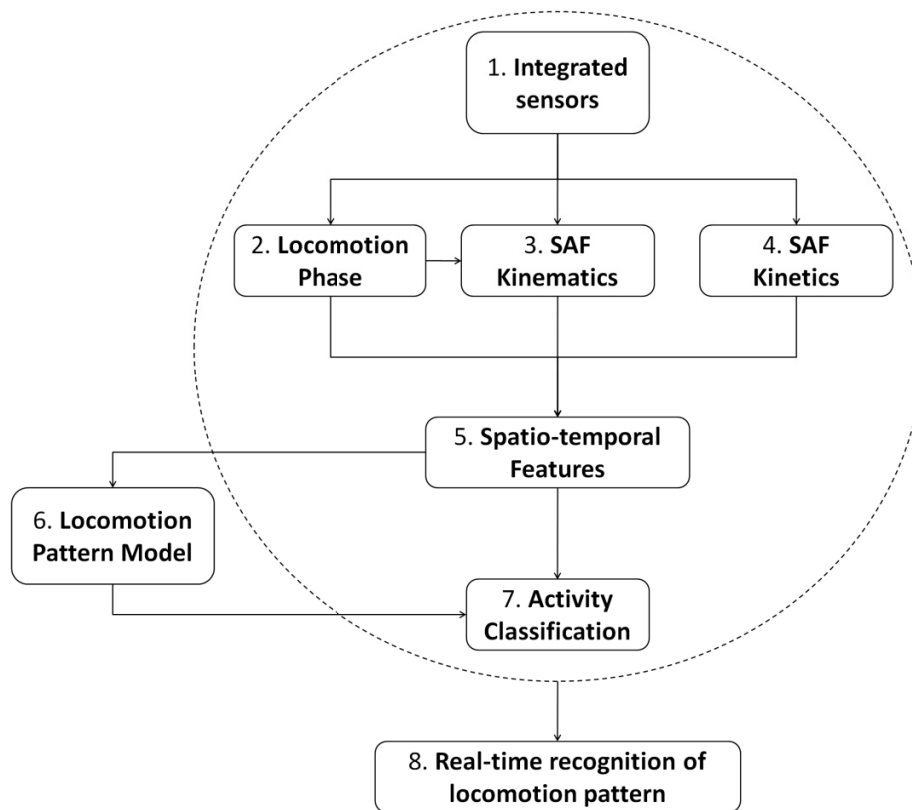 1. Integrated
sensors
2. Locomotion
Phase
3. SAF
Kinematics
4. SAF
Kinetics
5. Spatio-temporal
Features
6. Locomotion
Pattern Model
7. Activity
Classification
8. Real-time recognition of
locomotion pattern